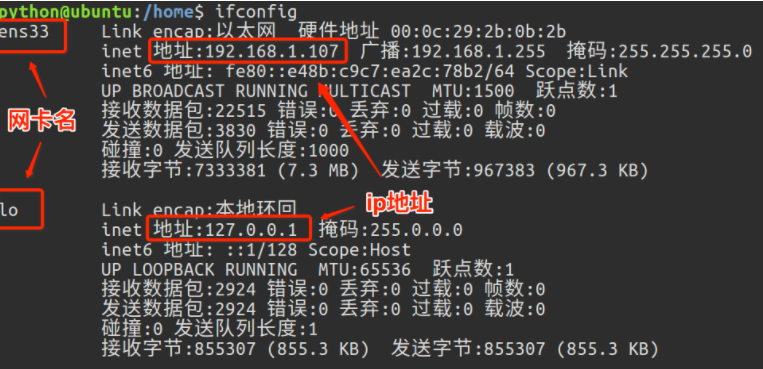 python@ubuntu:/home$ ifconfig
ens33 Link encap:以太网 硬件地址 00:0c:29:2b:0b:2b
inet 地址:192.168.1.107 广播:192.168.1.255 掩码:255.255.255.0
inet6 地址: fe80::e48b:c9c7:ea2c:78b2/64 Scope:Link
UP BROADCAST RUNNING MULTICAST MTU:1500 跃点数:1
网卡名
接收数据包:22515 错误:0 丢弃:0 过载:0 帧数:0
发送数据包:3830 错误:0 丢弃:0 过载:0 载波:0
碰撞:0 发送队列长度:1000
接收字节:7333381 (7.3 MB) 发送字节:967383 (967.3 KB)
ip地址
lo Link encap:本地环回
inet 地址:127.0.0.1 掩码:255.0.0.0
inet6 地址: ::1/128 Scope:Host
UP LOOPBACK RUNNING MTU:65536 跃点数:1
接收数据包:2924 错误:0 丢弃:0 过载:0 帧数:0
发送数据包:2924 错误:0 丢弃:0 过载:0 载波:0
碰撞:0 发送队列长度:1
接收字节:855307 (855.3 KB) 发送字节:855307 (855.3 KB)